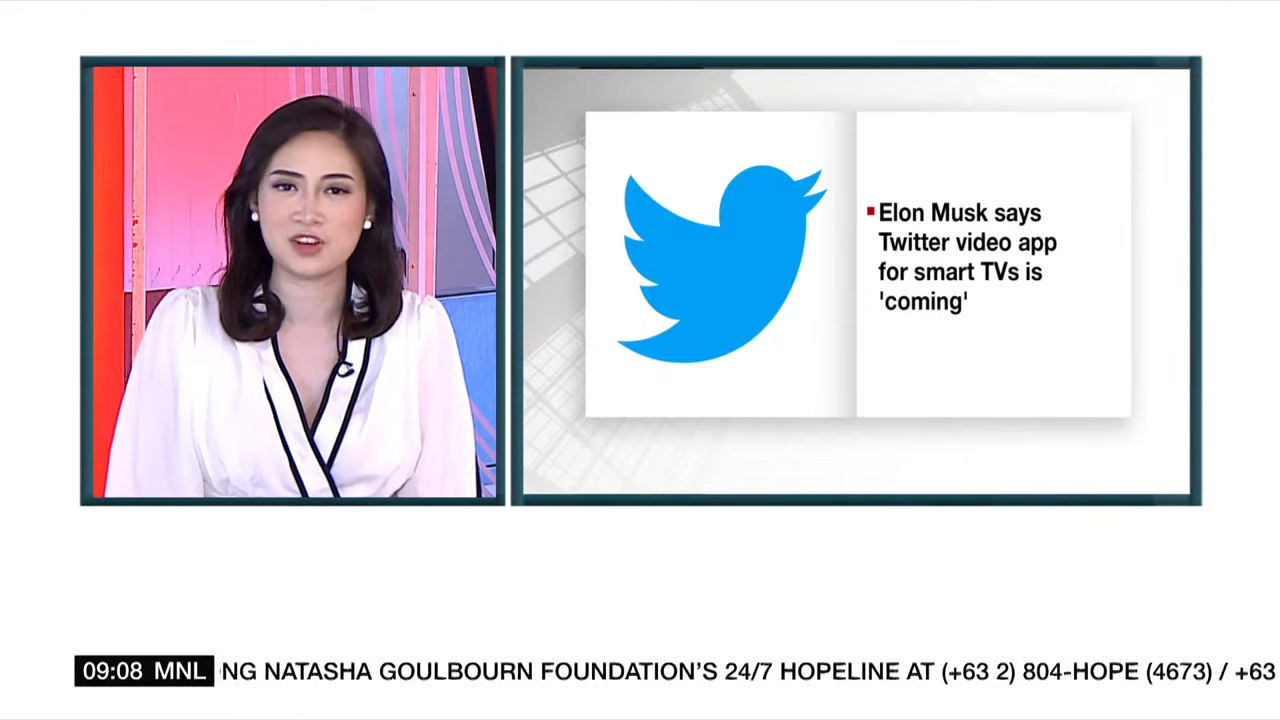 Elon Musk says
Twitter video app
for smart TVs is
'coming'
09:08 MNL
NG NATASHA GOULBOURN FOUNDATION'S 24/7 HOPELINE AT (+63 2) 804-HOPE (4673) / +63